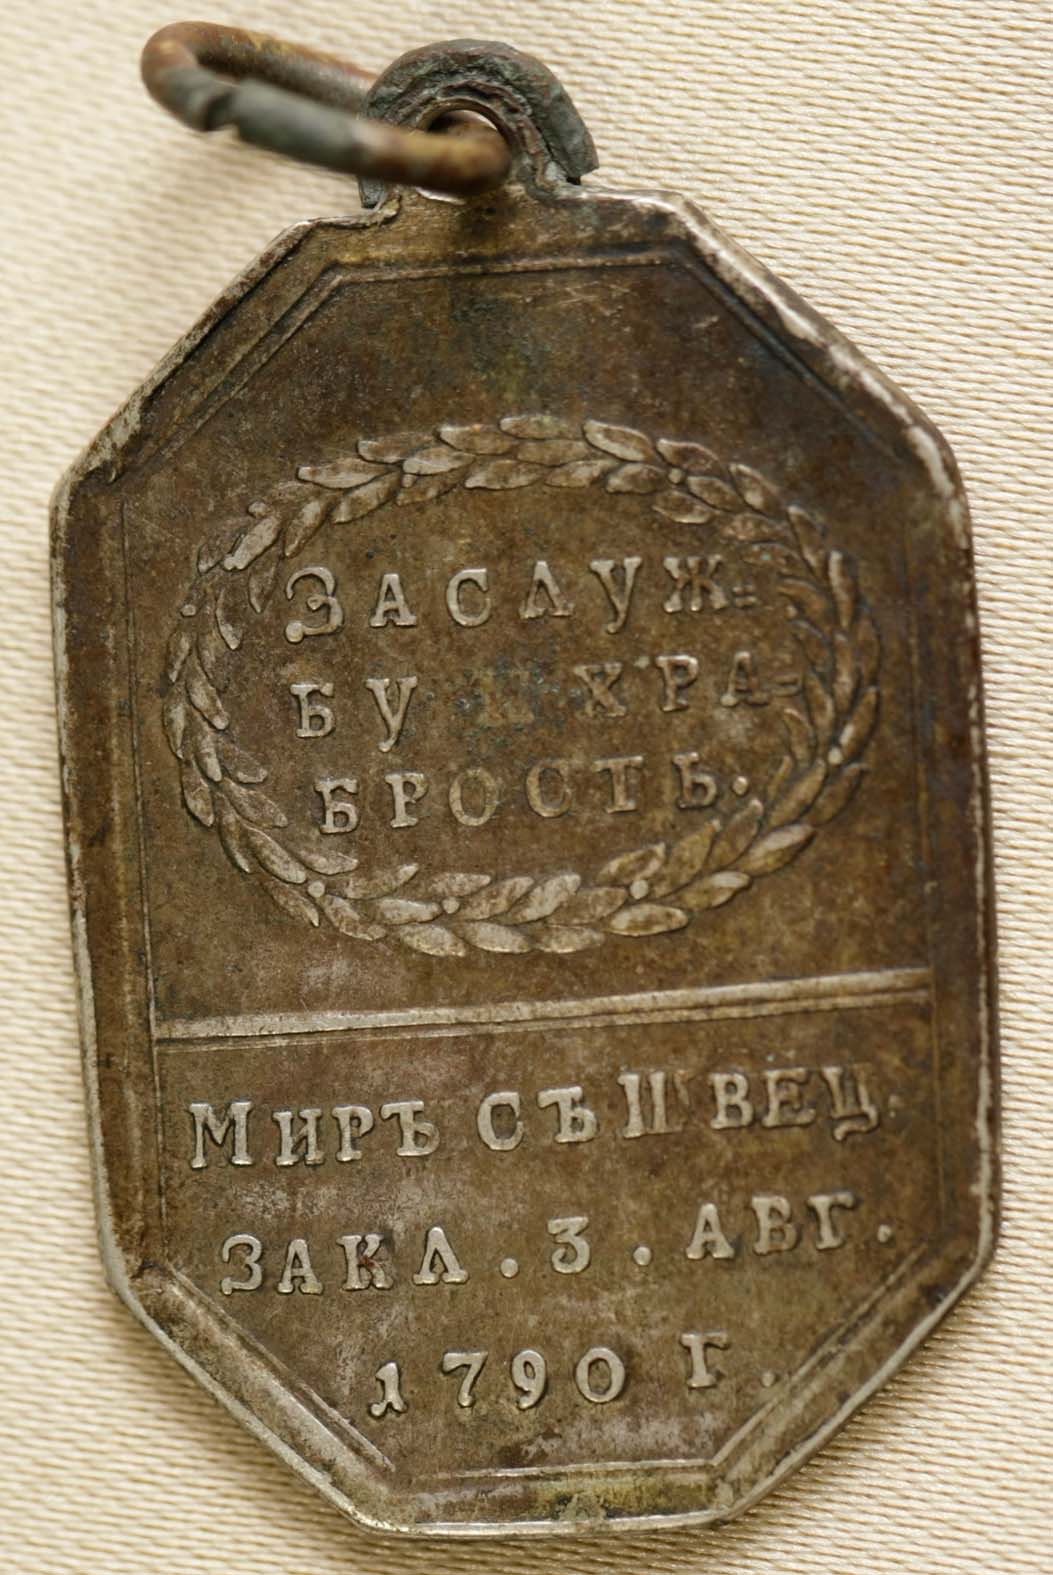 ЗАСЛУЖ=
БУ И ХРА=
БРОСТЬ.
МИРЪ СЪ ШВЕЦ.
ЗАКЛ. 3. АВГ.
1790 Г.